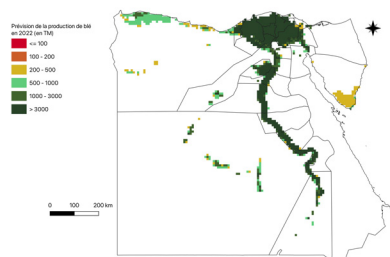 Prévision de la production de blé
en 2022 (en TM)
<= 100
100 - 200
200 - 500
500 - 1000
1000 - 3000
> 3000
0 100 200 km